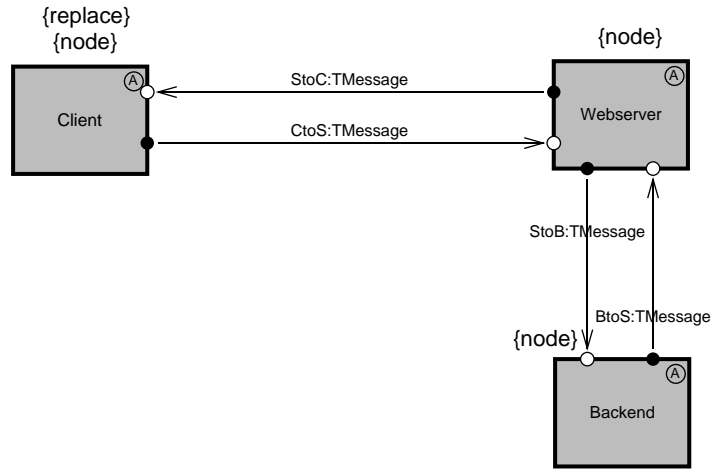 {replace}
{node}
{node}
A
A
StoC:TMessage
Client
Webserver
CtoS:TMessage
StoB:TMessage
BtoS:TMessage
{node}
A
Backend